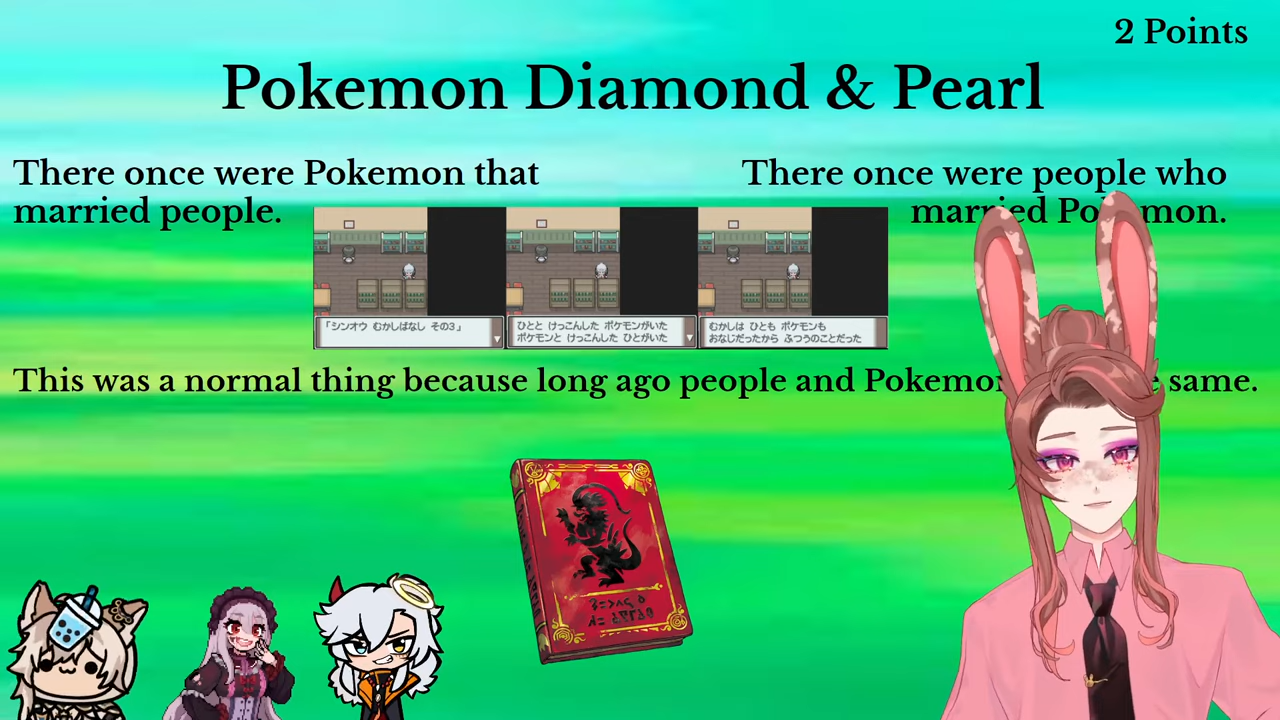 2 Points
Pokemon Diamond & Pearl
There once were Pokemon that
married people.
There once were people who
married Pokemon.
「シンオウ むかしばなし その3」
ひとと けっこんした ポケモンがいた
ポケモンと けっこんした ひとがいた
むかしは ひとも ポケモンも
おなじだったから ふつうのことだった
This was a normal thing because long ago people and Pokemon same.